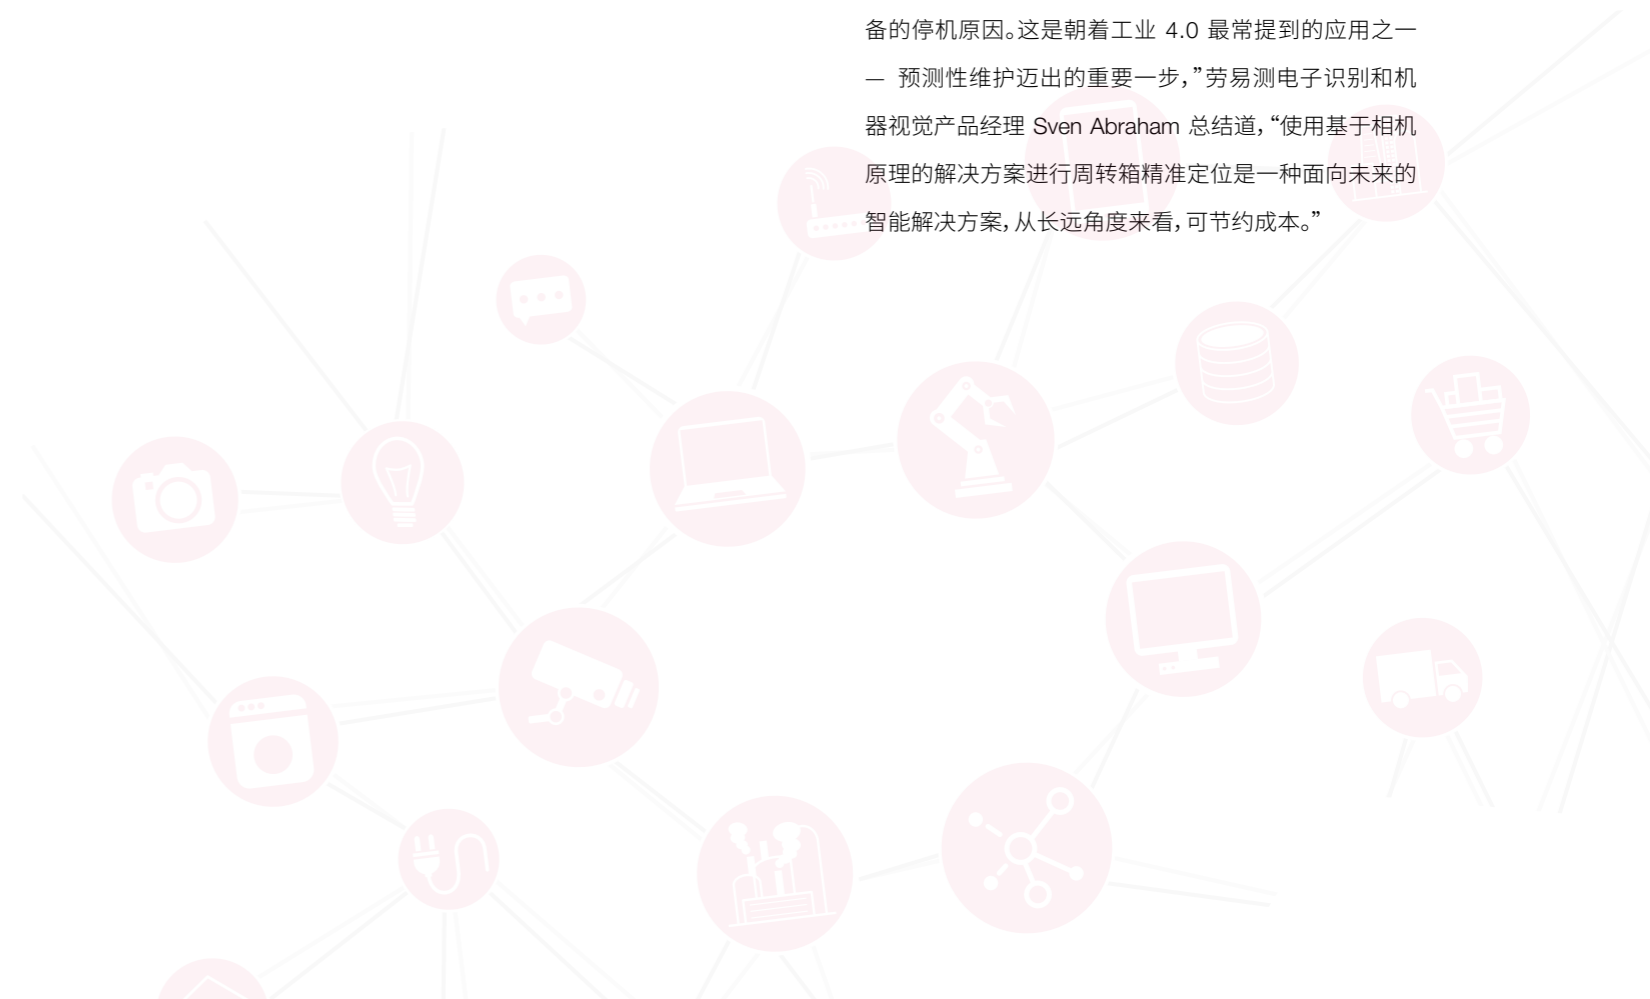 备的停机原因。这是朝着工业 4.0 最常提到的应用之一
— 预测性维护迈出的重要一步，”劳易测电子识别和机
器视觉产品经理 Sven Abraham 总结道，“使用基于相机
原理的解决方案进行周转箱精准定位是一种面向未来的
智能解决方案，从长远角度来看，可节约成本。”